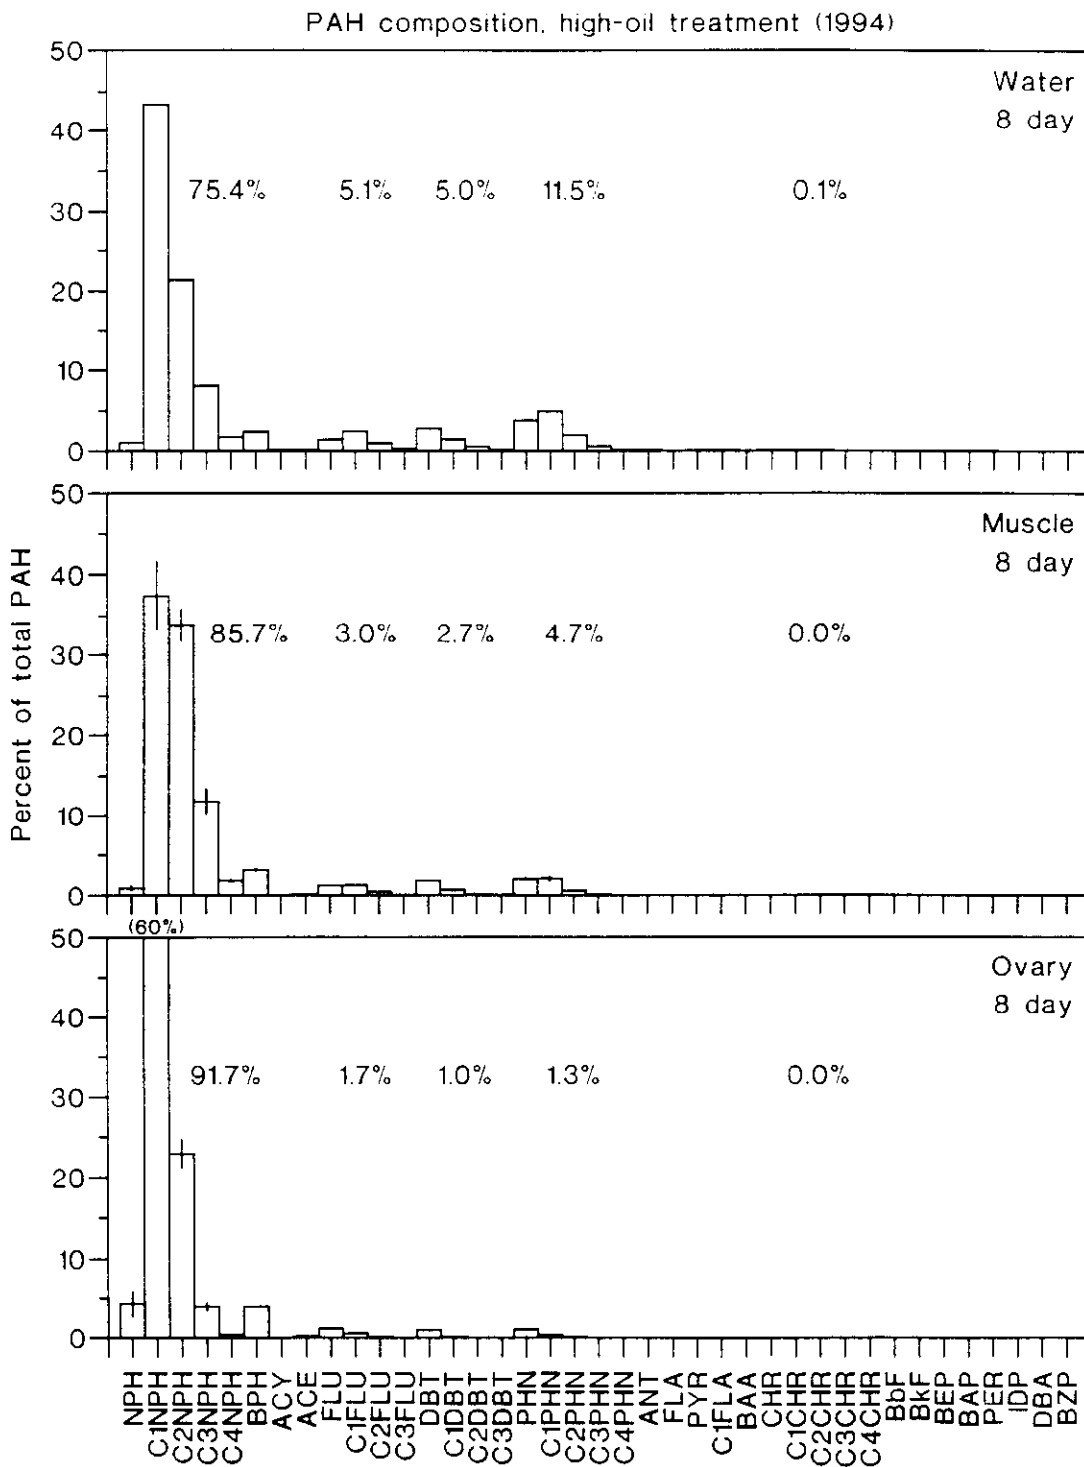 PAH composition, high-oil treatment (1994)
Percent of total PAH
50
40
30
20
10
0
Water
8 day
75.4% 5.1% 5.0% 11.5% 0.1%
50
40
30
20
10
0
Muscle
8 day
85.7% 3.0% 2.7% 4.7% 0.0%
(60%)
50
40
30
20
10
0
Ovary
8 day
91.7% 1.7% 1.0% 1.3% 0.0%
NPH
C1NPH
C2NPH
C3NPH
C4NPH
BPH
ACY
ACE
FLU
C1FLU
C2FLU
C3FLU
DBT
C1DBT
C2DBT
C3DBT
PHN
C1PHN
C2PHN
C3PHN
C4PHN
ANT
FLA
PYR
C1FLA
BAA
CHR
C1CHR
C2CHR
C3CHR
C4CHR
BbF
BkF
BEP
BAP
PER
IDP
DBA
BZP